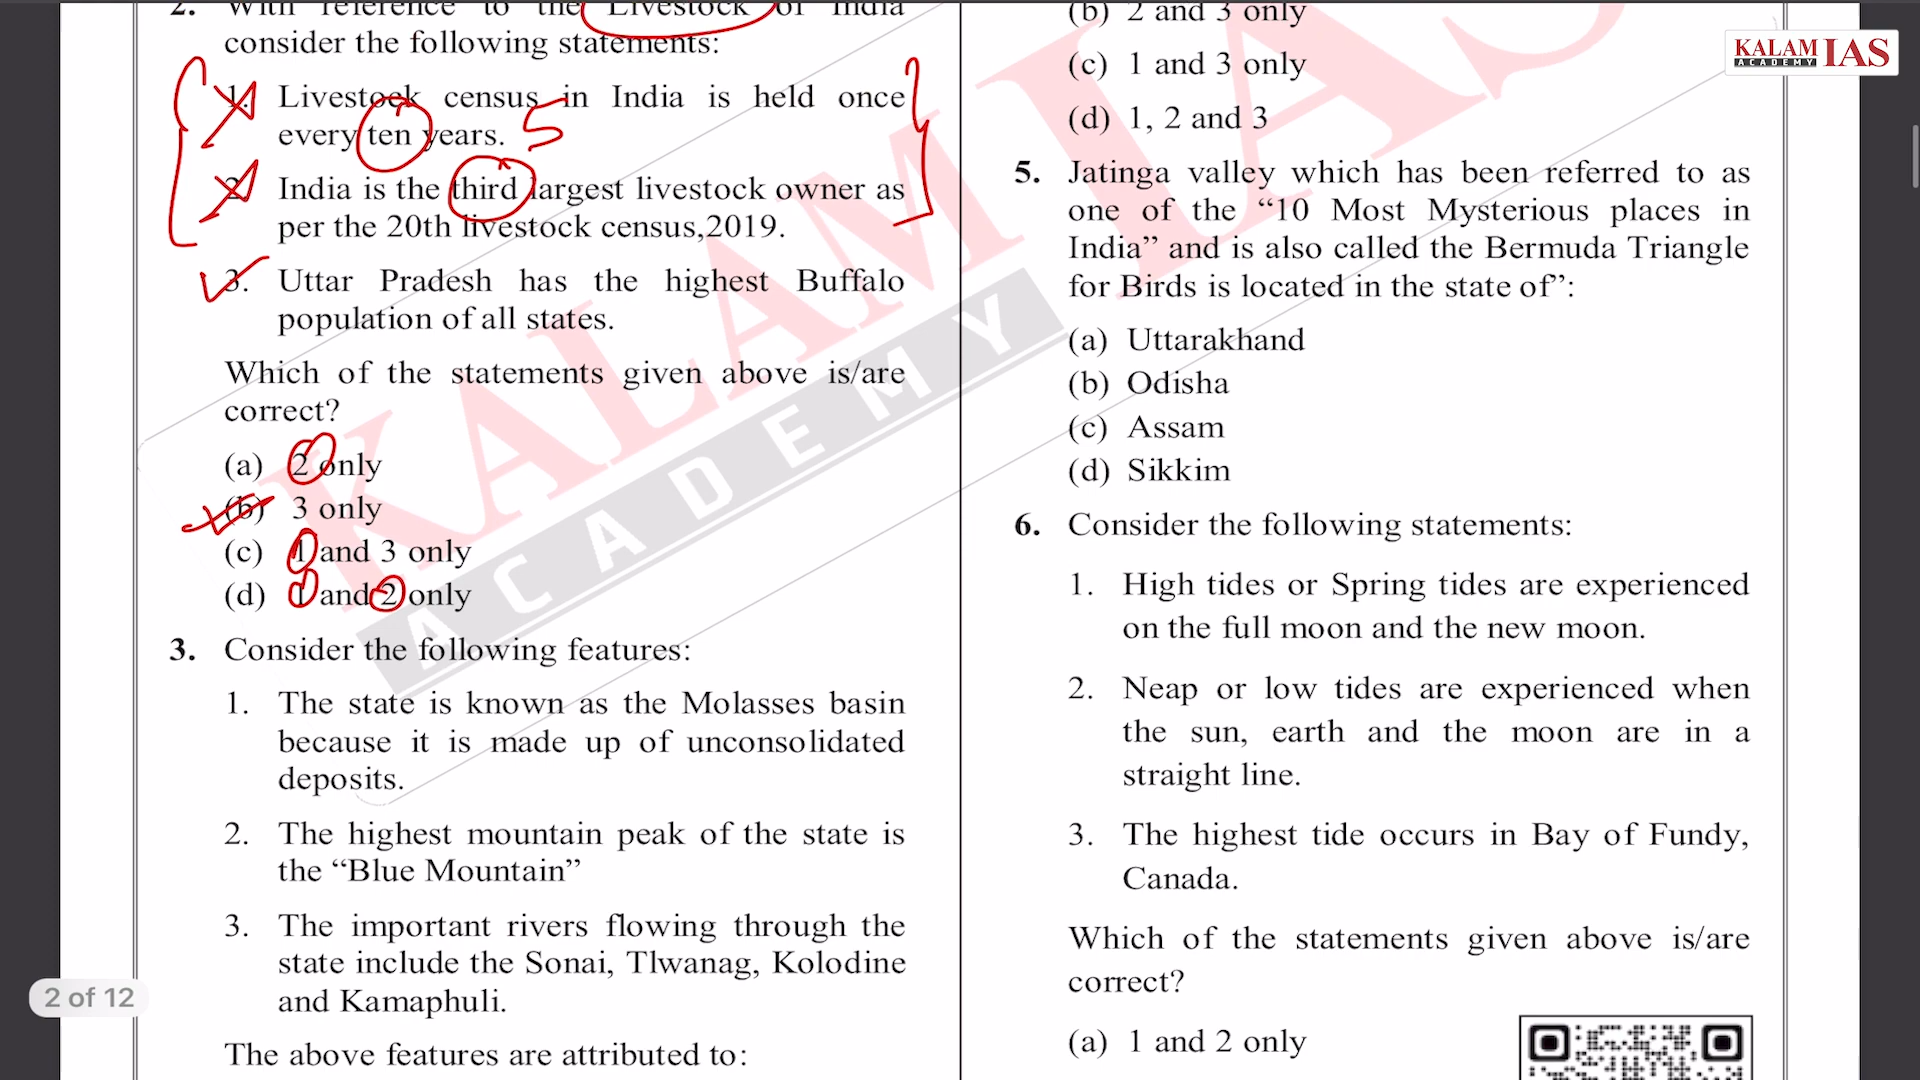 2. With reference to the Livestock of India
consider the following statements:
1. Livestock census in India is held once
every ten years. 5
2. India is the third largest livestock owner as
per the 20th livestock census,2019.
3. Uttar Pradesh has the highest Buffalo
population of all states.
Which of the statements given above is/are
correct?
(a) 2 only
(b) 3 only
(c) 1 and 3 only
(d) 1 and 2 only
3. Consider the following features:
1. The state is known as the Molasses basin
because it is made up of unconsolidated
deposits.
2. The highest mountain peak of the state is
the “Blue Mountain”
3. The important rivers flowing through the
state include the Sonai, Tlwanag, Kolodine
and Kamaphuli.
The above features are attributed to:
(b) 2 and 3 only
(c) 1 and 3 only
(d) 1, 2 and 3
5. Jatinga valley which has been referred to as
one of the “10 Most Mysterious places in
India” and is also called the Bermuda Triangle
for Birds is located in the state of”:
(a) Uttarakhand
(b) Odisha
(c) Assam
(d) Sikkim
6. Consider the following statements:
1. High tides or Spring tides are experienced
on the full moon and the new moon.
2. Neap or low tides are experienced when
the sun, earth and the moon are in a
straight line.
3. The highest tide occurs in Bay of Fundy,
Canada.
Which of the statements given above is/are
correct?
(a) 1 and 2 only
2 of 12
KALAM IAS
ACADEMY
KALAM IAS
ACADEMY